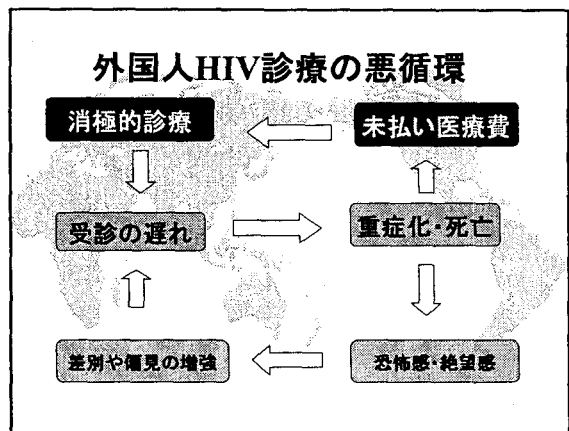 外国人HIV診療の悪循環
消極的診療
未払い医療費
受診の遅れ
重症化・死亡
差別や偏見の増強
恐怖感・絶望感